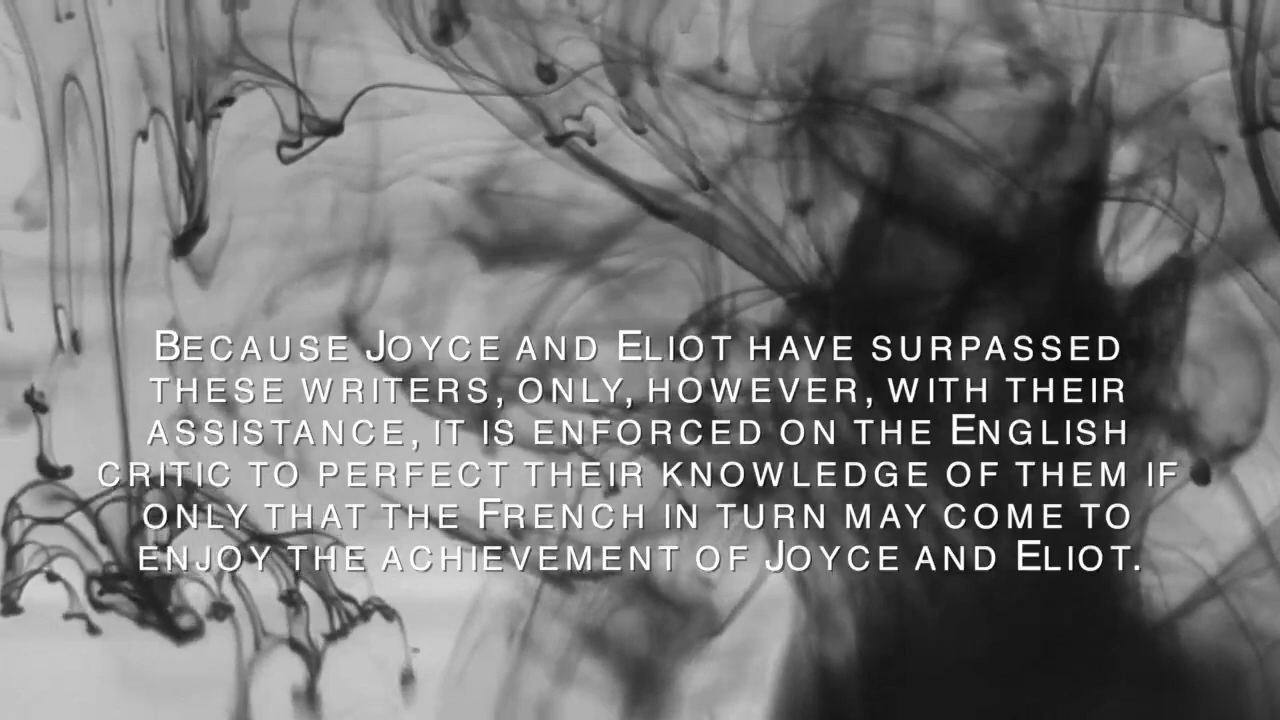 Because Joyce and Eliot have surpassed
these writers, only, however, with their
assistance, it is enforced on the English
critic to perfect their knowledge of them if
only that the French in turn may come to
enjoy the achievement of Joyce and Eliot.